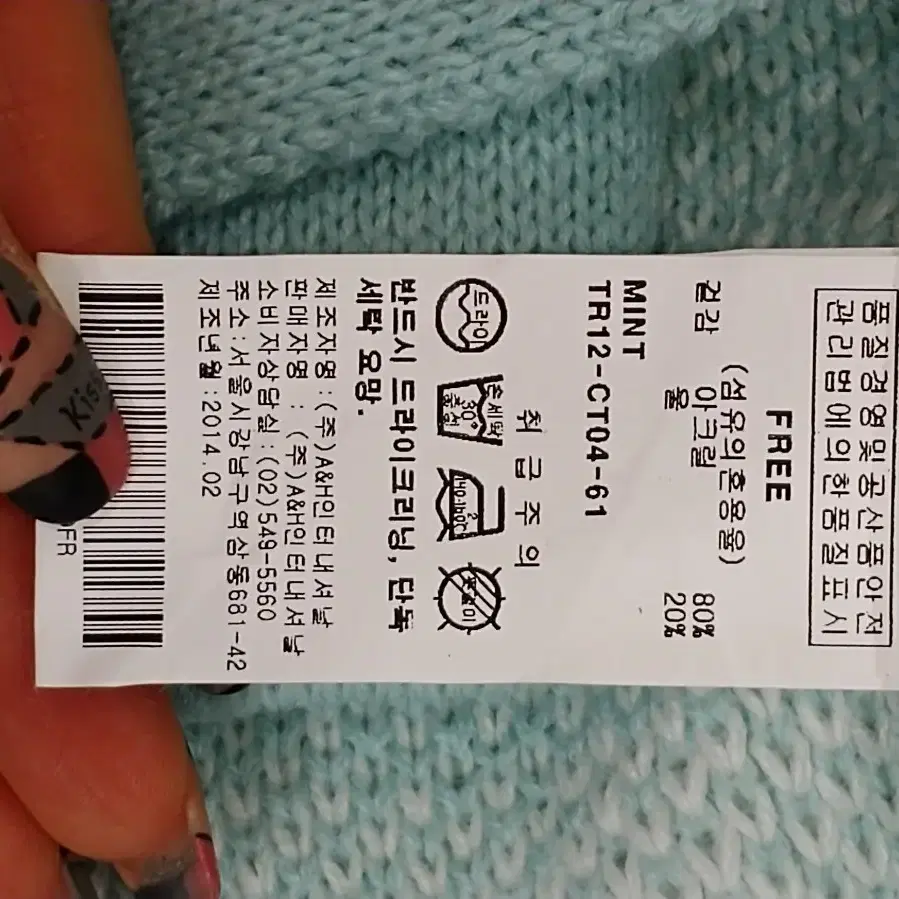 품질경영및공산품안전
관리법에의한품질표시
FREE
(섬유의혼용율)
겉감 아크릴 80%
울 20%
MINT
TR12-CT04-61
취급주의
드라이
손세탁
30°
중성
뉘어
반드시 드라이크리닝, 단독
세탁 요망.
제조자명 : (주)A&H인터내셔날
판매자명 : (주)A&H인터내셔날
소비자상담실 : (02)549-5560
주소 : 서울시강남구역삼동681-42
제조년월 : 2014.02
FR
Kiss